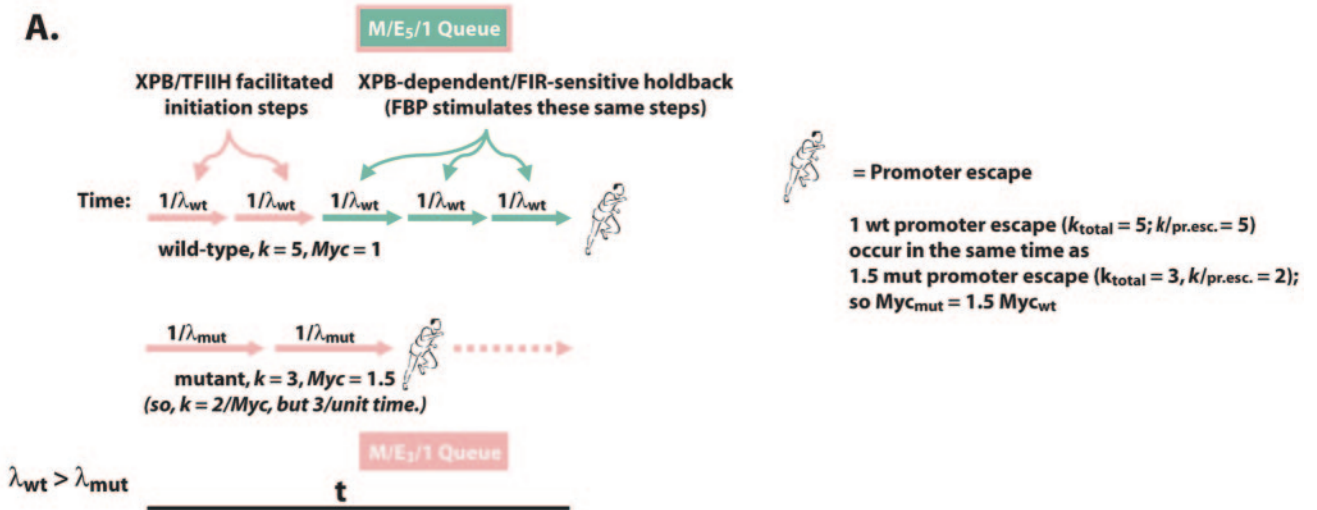 A.
M/E₅/1 Queue
XPB/TFIIH facilitated
initiation steps
XPB-dependent/FIR-sensitive holdback
(FBP stimulates these same steps)
Time: 1/λwt 1/λwt 1/λwt 1/λwt 1/λwt
wild-type, k = 5, Myc = 1
= Promoter escape
1 wt promoter escape (ktotal = 5; k/pr.esc. = 5)
occur in the same time as
1.5 mut promoter escape (ktotal = 3, k/pr.esc. = 2);
so Mycmut = 1.5 Mycwt
1/λmut 1/λmut
mutant, k = 3, Myc = 1.5
(so, k = 2/Myc, but 3/unit time.)
M/E₃/1 Queue
λwt > λmut
t